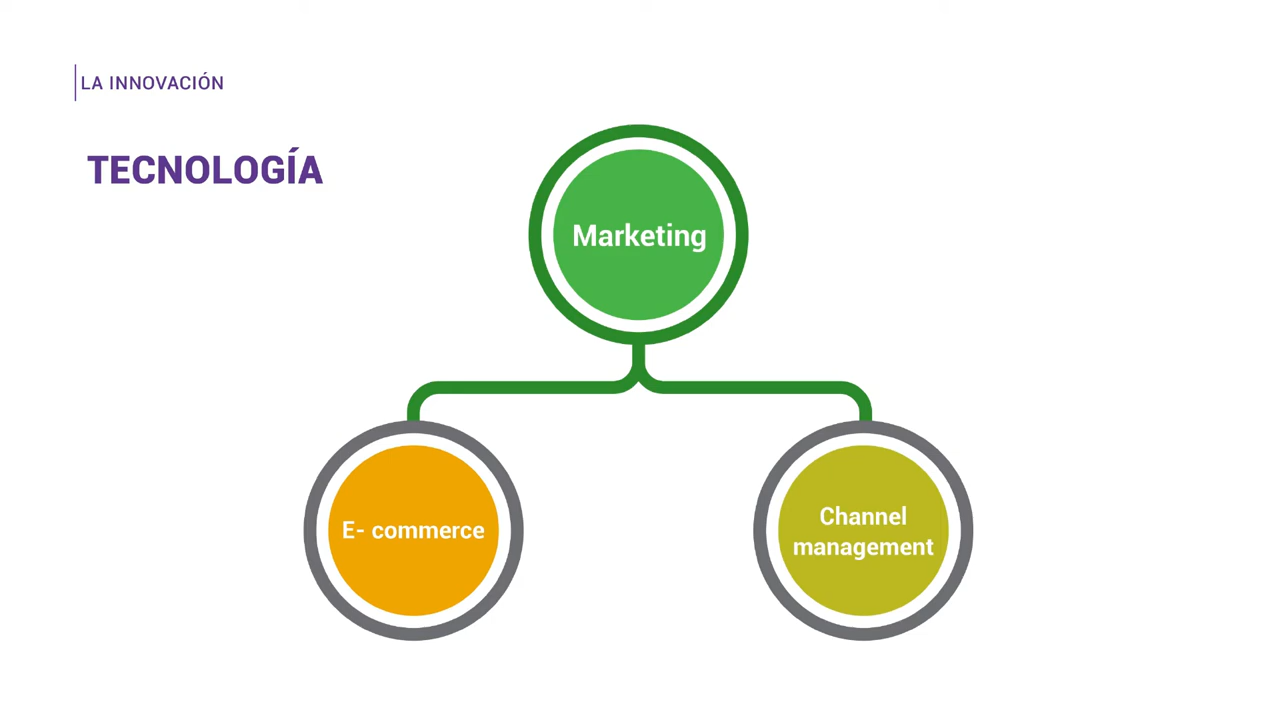 LA INNOVACIÓN
TECNOLOGÍA
Marketing
E- commerce
Channel
management